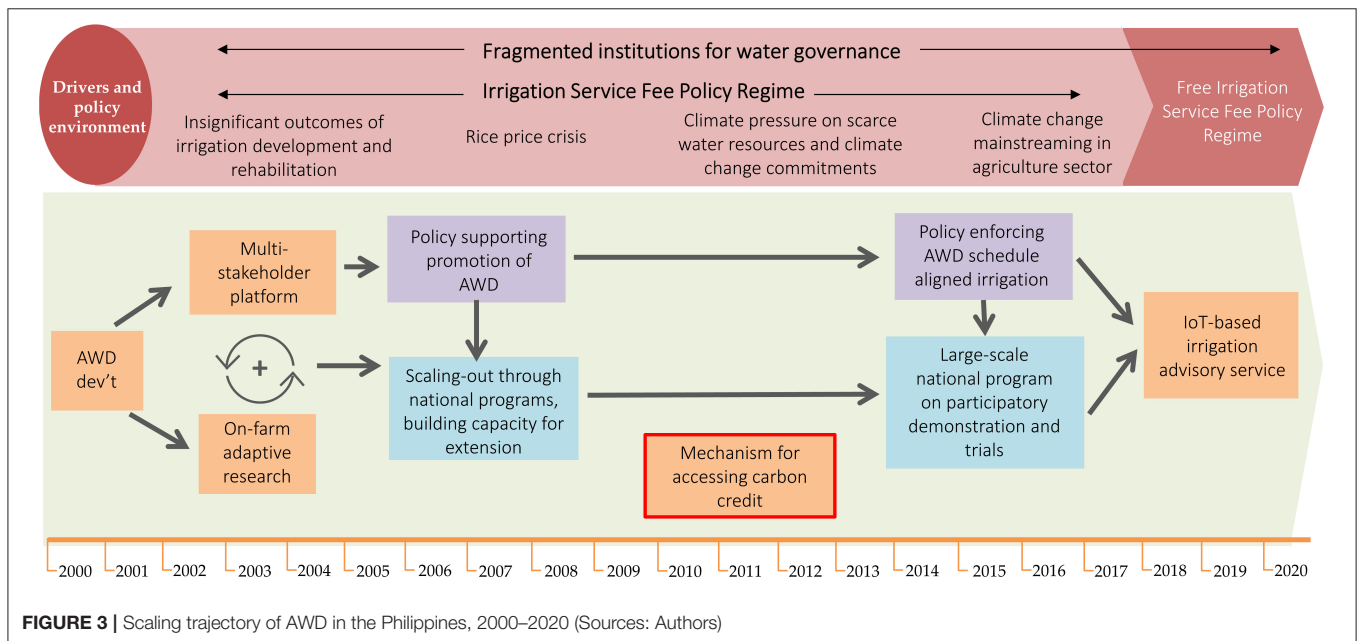 Drivers and
policy
environment
Fragmented institutions for water governance
Irrigation Service Fee Policy Regime
Insignificant outcomes of
irrigation development and
rehabilitation
Rice price crisis
Climate pressure on scarce
water resources and climate
change commitments
Climate change
mainstreaming in
agriculture sector
Free Irrigation
Service Fee Policy
Regime
AWD
dev't
Multi-
stakeholder
platform
+
On-farm
adaptive
research
Policy supporting
promotion of
AWD
Scaling-out through
national programs,
building capacity for
extension
Mechanism for
accessing carbon
credit
Policy enforcing
AWD schedule
aligned irrigation
Large-scale
national program
on participatory
demonstration and
trials
IoT-based
irrigation
advisory service
2000 2001 2002 2003 2004 2005 2006 2007 2008 2009 2010 2011 2012 2013 2014 2015 2016 2017 2018 2019 2020
FIGURE 3 | Scaling trajectory of AWD in the Philippines, 2000–2020 (Sources: Authors)